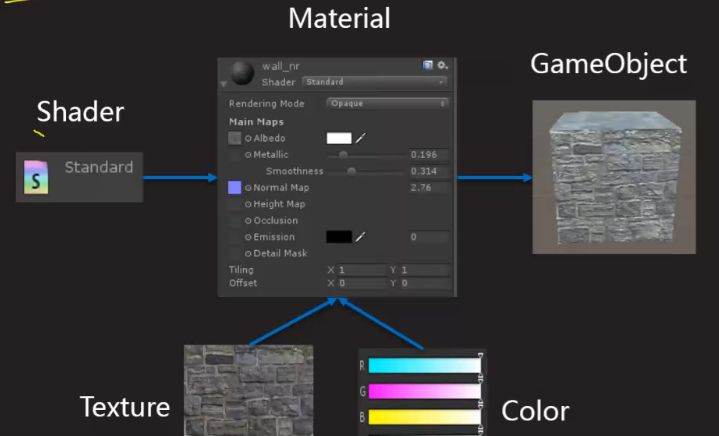 Material
GameObject
Shader
S
Standard
wall_nr
Shader Standard
Rendering Mode Opaque
Main Maps
Albedo
Metallic 0.196
Smoothness 0.314
Normal Map 2.76
Height Map
Occlusion
Emission 0
Detail Mask
Tiling X 1 Y 1
Offset X 0 Y 0
Texture
R
G
B
Color